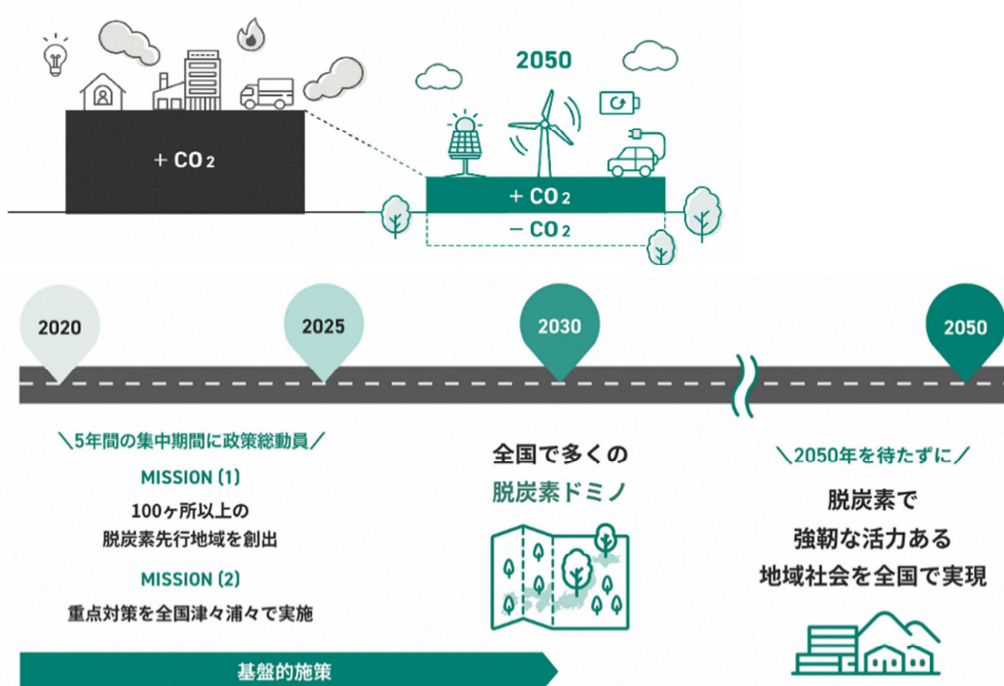 2050
+ CO2
+ CO2
− CO2
2020
2025
2030
2050
\5年間の集中期間に政策総動員/
MISSION (1)
100ヶ所以上の
脱炭素先行地域を創出
MISSION (2)
重点対策を全国津々浦々で実施
基盤的施策
全国で多くの
脱炭素ドミノ
\2050年を待たずに/
脱炭素で
強靭な活力ある
地域社会を全国で実現